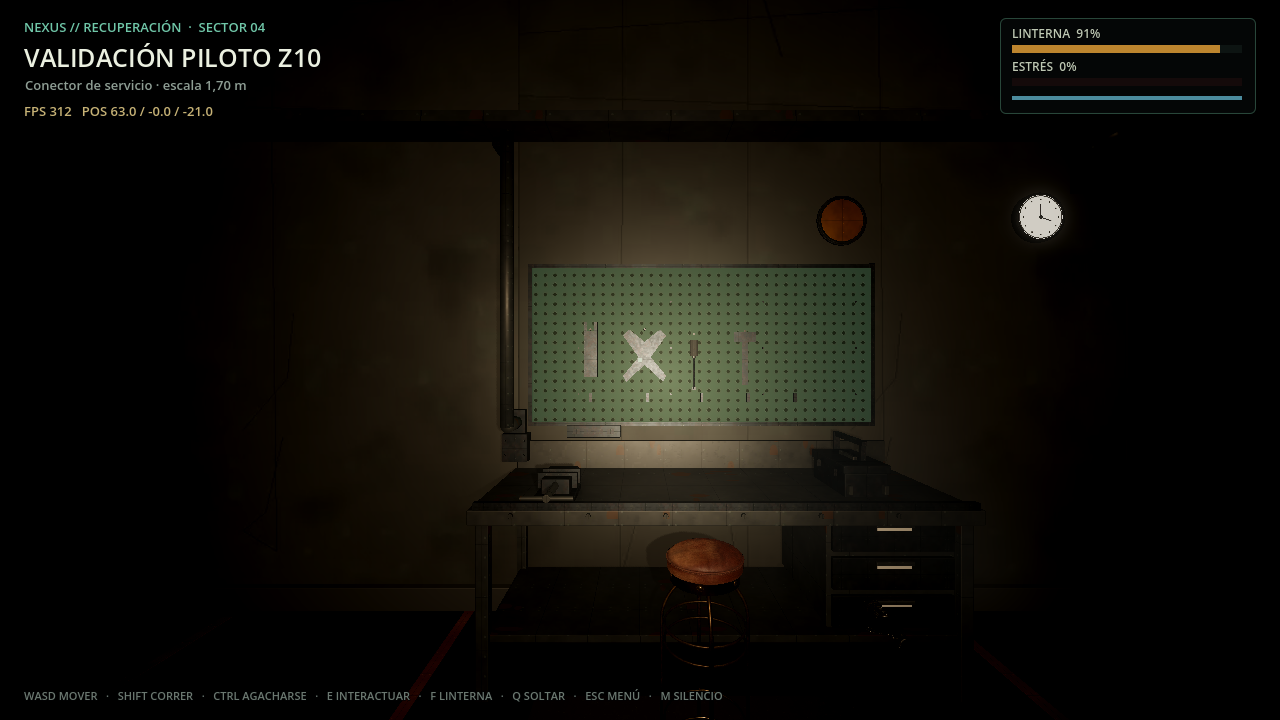 NEXUS // RECUPERACIÓN · SECTOR 04
VALIDACIÓN PILOTO Z10
Conector de servicio · escala 1,70 m
FPS 312 POS 63.0 / -0.0 / -21.0
LINTERNA 91%
ESTRÉS 0%
WASD MOVER · SHIFT CORRER · CTRL AGACHARSE · E INTERACTUAR · F LINTERNA · Q SOLTAR · ESC MENÚ · M SILENCIO